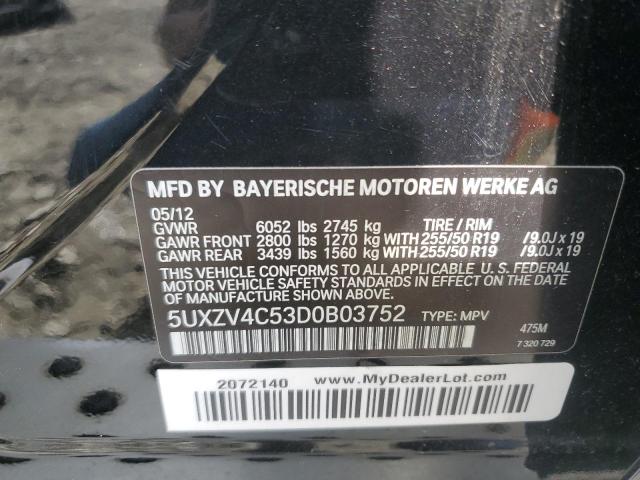 MFD BY BAYERISCHE MOTOREN WERKE AG
05/12
GVWR 6052 lbs 2745 kg TIRE / RIM
GAWR FRONT 2800 lbs 1270 kg WITH 255/50 R19 /9.0J x 19
GAWR REAR 3439 lbs 1560 kg WITH 255/50 R19 /9.0J x 19
THIS VEHICLE CONFORMS TO ALL APPLICABLE U. S. FEDERAL
MOTOR VEHICLE SAFETY STANDARDS IN EFFECT ON THE
DATE OF MANUFACTURE SHOWN ABOVE.
5UXZV4C53D0B03752 TYPE: MPV 475M
7 320 729
2072140 www.MyDealerLot.com